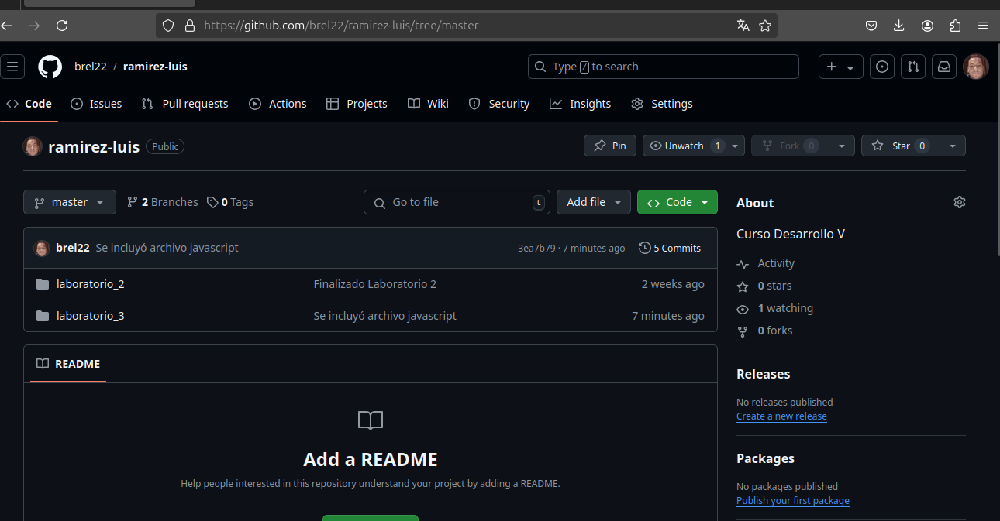 https://github.com/brel22/ramirez-luis/tree/master
brel22 / ramirez-luis
Type / to search
Code Issues Pull requests Actions Projects Wiki Security Insights Settings
ramirez-luis Public
Pin Unwatch 1 Fork 0 Star 0
master 2 Branches 0 Tags
Go to file t Add file Code
brel22 Se incluyó archivo javascript 3ea7b79 · 7 minutes ago 5 Commits
laboratorio_2 Finalizado Laboratorio 2 2 weeks ago
laboratorio_3 Se incluyó archivo javascript 7 minutes ago
README
Add a README
Help people interested in this repository understand your project by adding a README.
About
Curso Desarrollo V
Activity
0 stars
1 watching
0 forks
Releases
No releases published
Create a new release
Packages
No packages published
Publish your first package